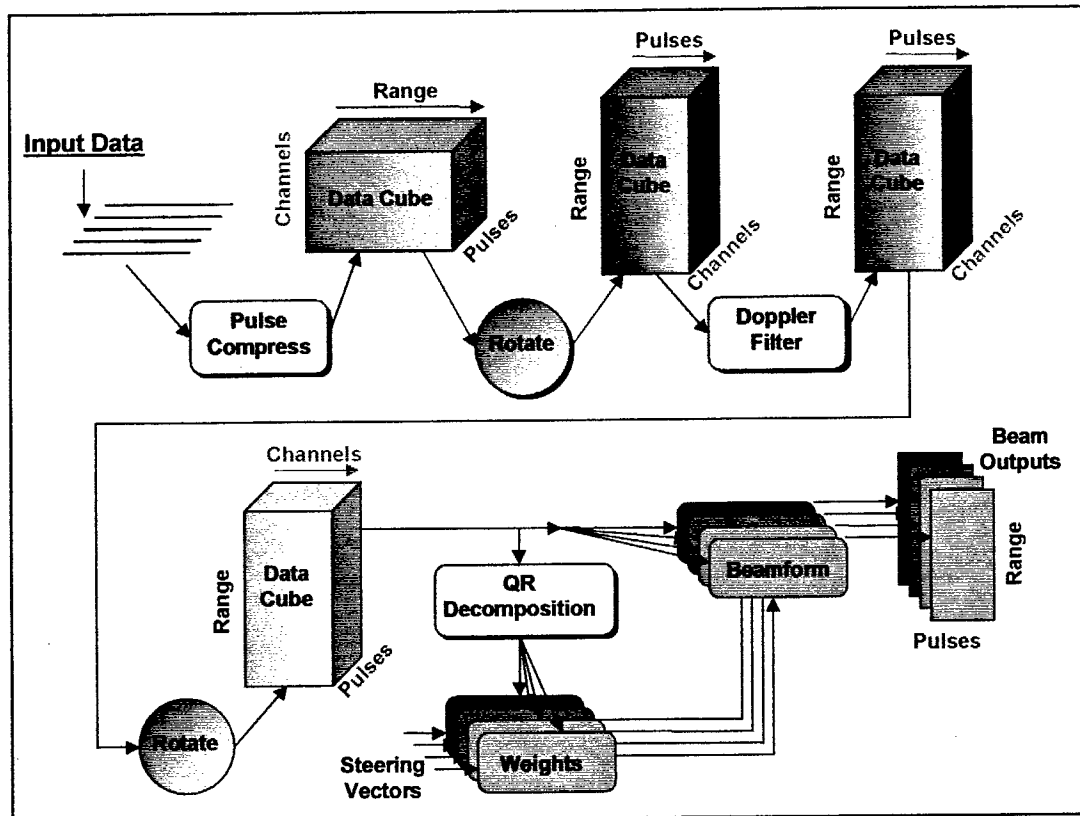 Input Data
Pulse
Compress
Channels
Range
Data Cube
Pulses
Rotate
Pulses
Range
Data
Cube
Channels
Doppler
Filter
Pulses
Range
Data
Cube
Channels
Rotate
Channels
Range
Data
Cube
Pulses
QR
Decomposition
Steering
Vectors
Weights
Beamform
Beam
Outputs
Range
Pulses